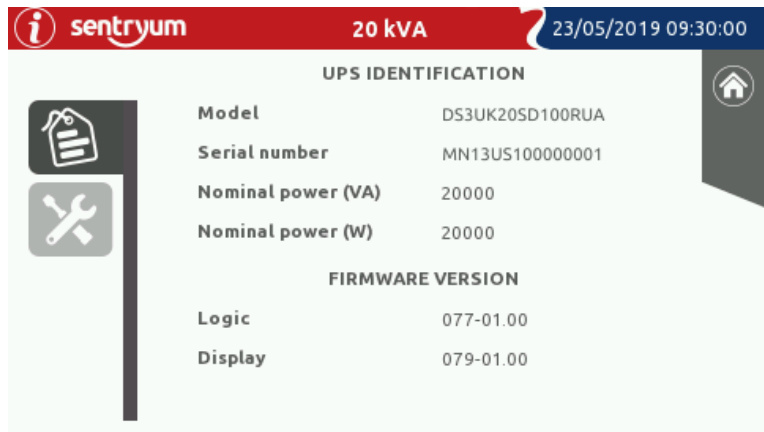 i sentryum 20 kVA 23/05/2019 09:30:00
UPS IDENTIFICATION
Model DS3UK20SD100RUA
Serial number MN13US100000001
Nominal power (VA) 20000
Nominal power (W) 20000
FIRMWARE VERSION
Logic 077-01.00
Display 079-01.00